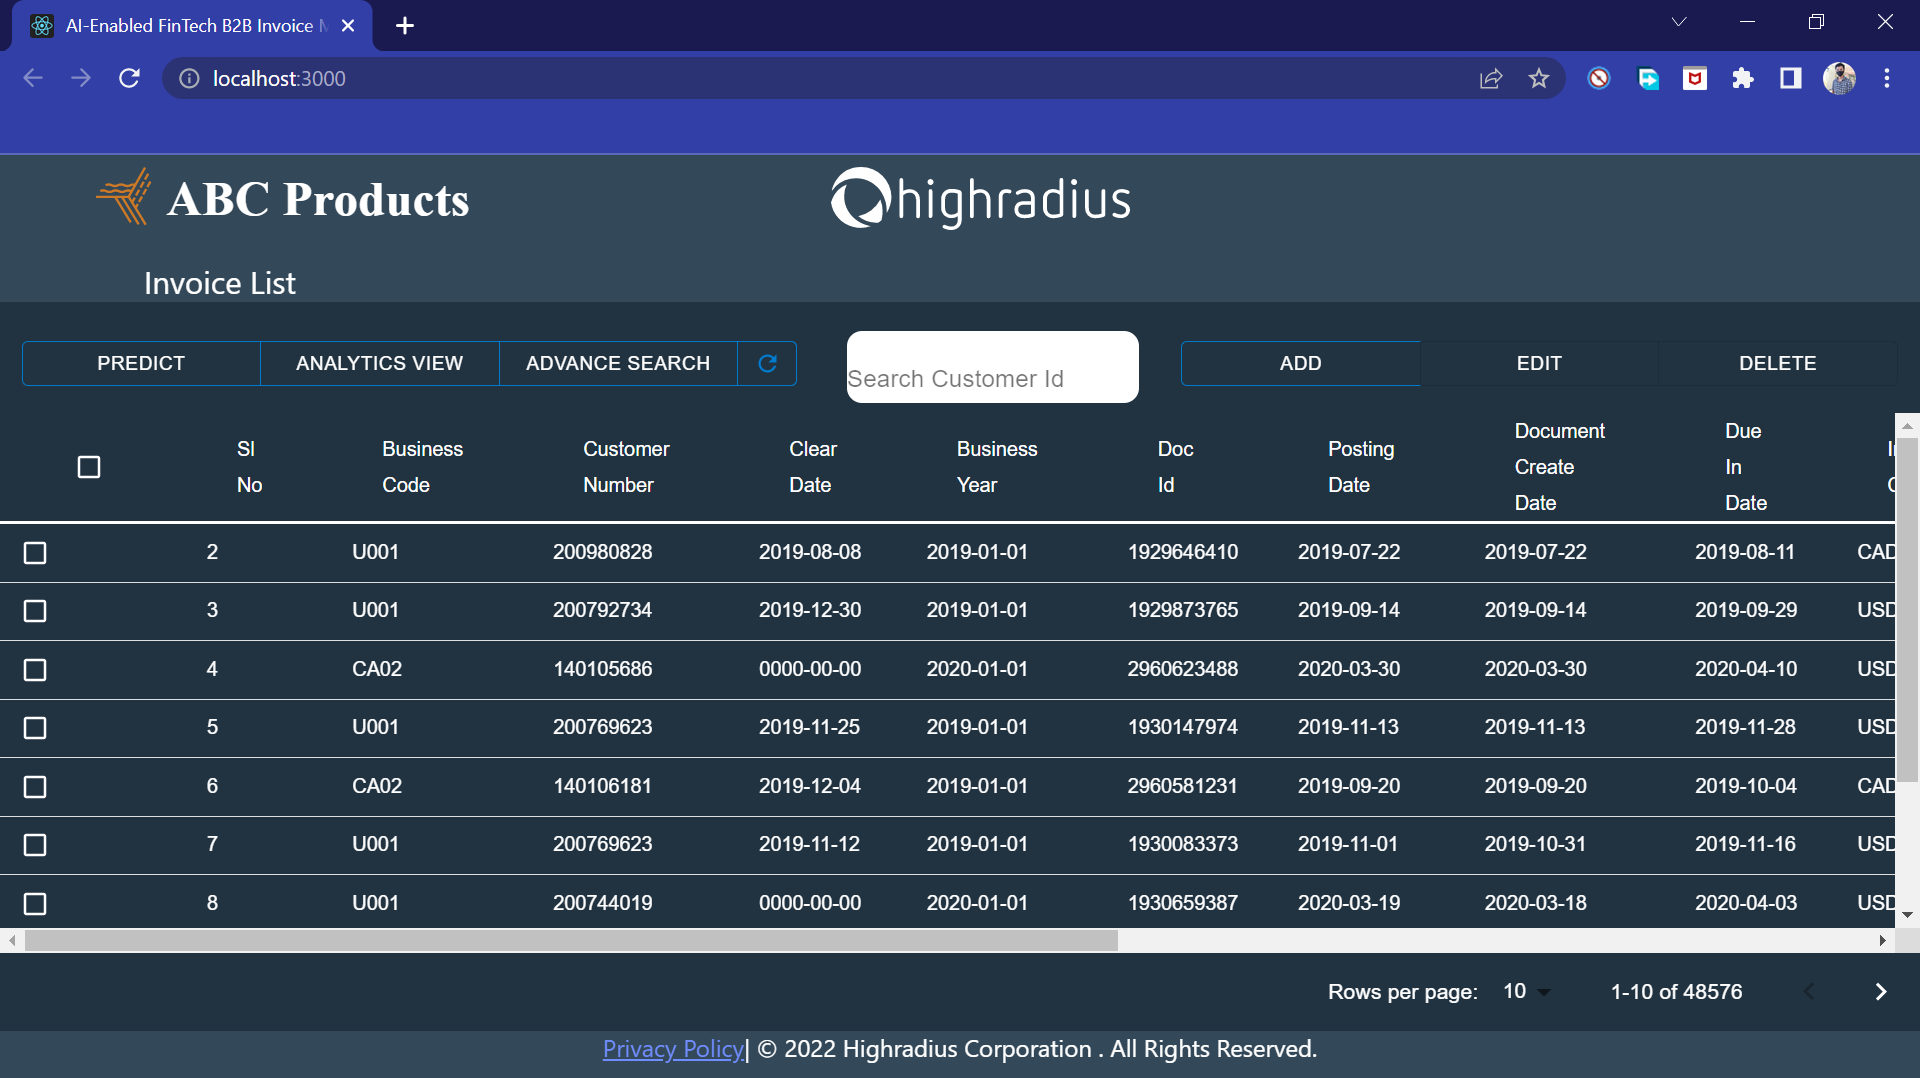 AI-Enabled FinTech B2B Invoice
localhost:3000
ABC Products
highradius
Invoice List
PREDICT ANALYTICS VIEW ADVANCE SEARCH Search Customer Id ADD EDIT DELETE
Sl No Business Code Customer Number Clear Date Business Year Doc Id Posting Date Document Create Date Due In Date
2 U001 200980828 2019-08-08 2019-01-01 1929646410 2019-07-22 2019-07-22 2019-08-11 CAD
3 U001 200792734 2019-12-30 2019-01-01 1929873765 2019-09-14 2019-09-14 2019-09-29 USD
4 CA02 140105686 0000-00-00 2020-01-01 2960623488 2020-03-30 2020-03-30 2020-04-10 USD
5 U001 200769623 2019-11-25 2019-01-01 1930147974 2019-11-13 2019-11-13 2019-11-28 USD
6 CA02 140106181 2019-12-04 2019-01-01 2960581231 2019-09-20 2019-09-20 2019-10-04 CAD
7 U001 200769623 2019-11-12 2019-01-01 1930083373 2019-11-01 2019-10-31 2019-11-16 USD
8 U001 200744019 0000-00-00 2020-01-01 1930659387 2020-03-19 2020-03-18 2020-04-03 USD
Rows per page: 10 1-10 of 48576
Privacy Policy| © 2022 Highradius Corporation . All Rights Reserved.